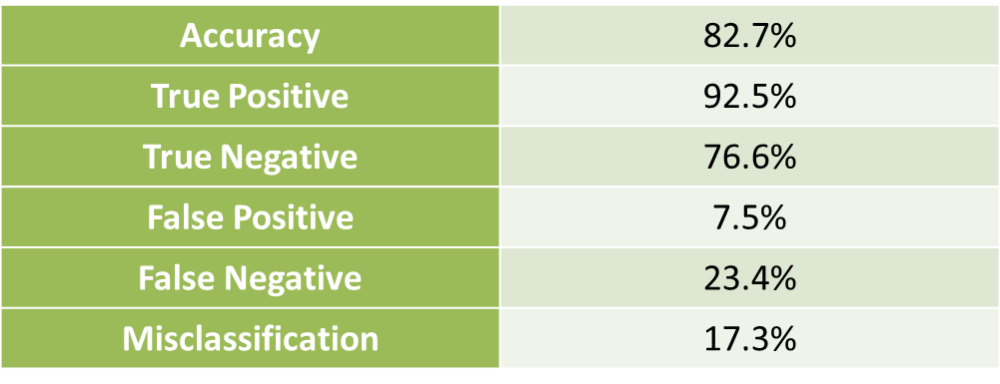 Accuracy 82.7%
True Positive 92.5%
True Negative 76.6%
False Positive 7.5%
False Negative 23.4%
Misclassification 17.3%